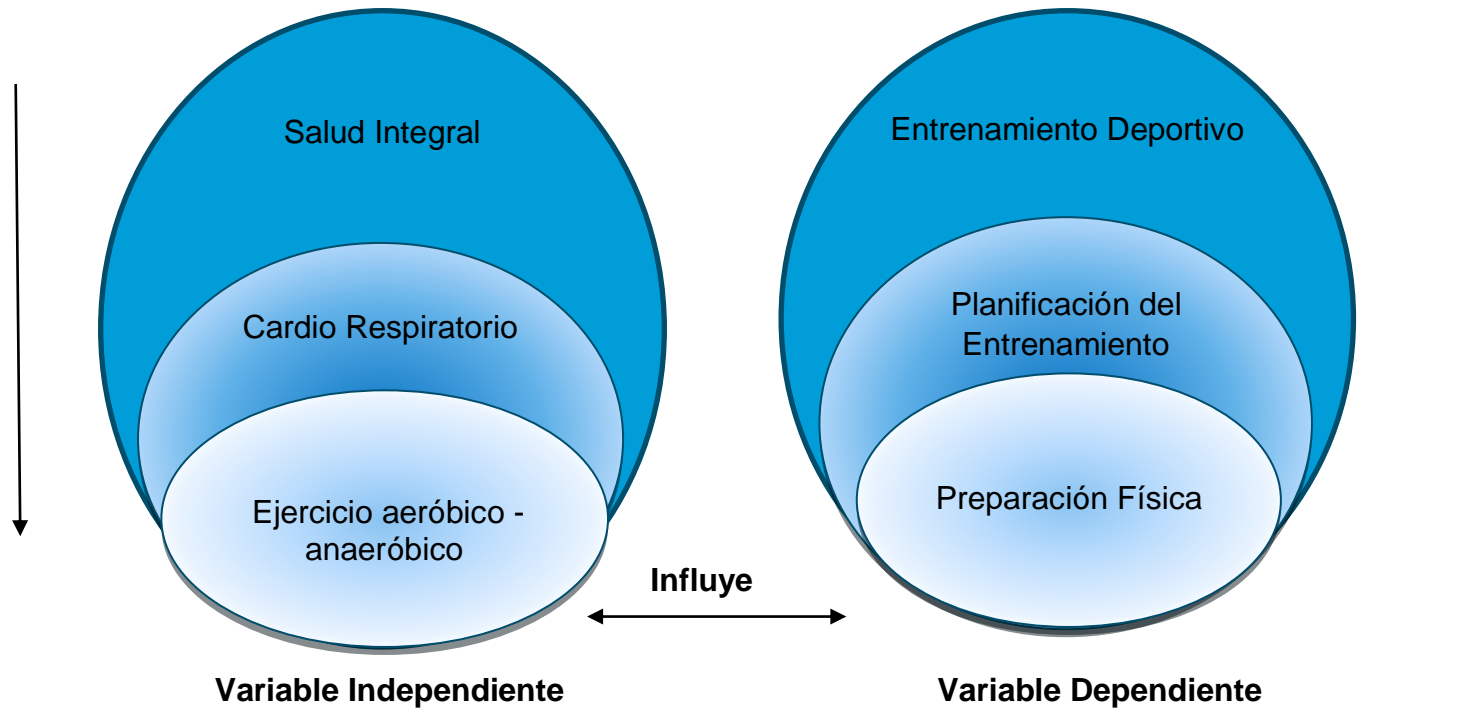 Salud Integral
Cardio Respiratorio
Ejercicio aeróbico -
anaeróbico
Entrenamiento Deportivo
Planificación del
Entrenamiento
Preparación Física
Influye
Variable Independiente
Variable Dependiente